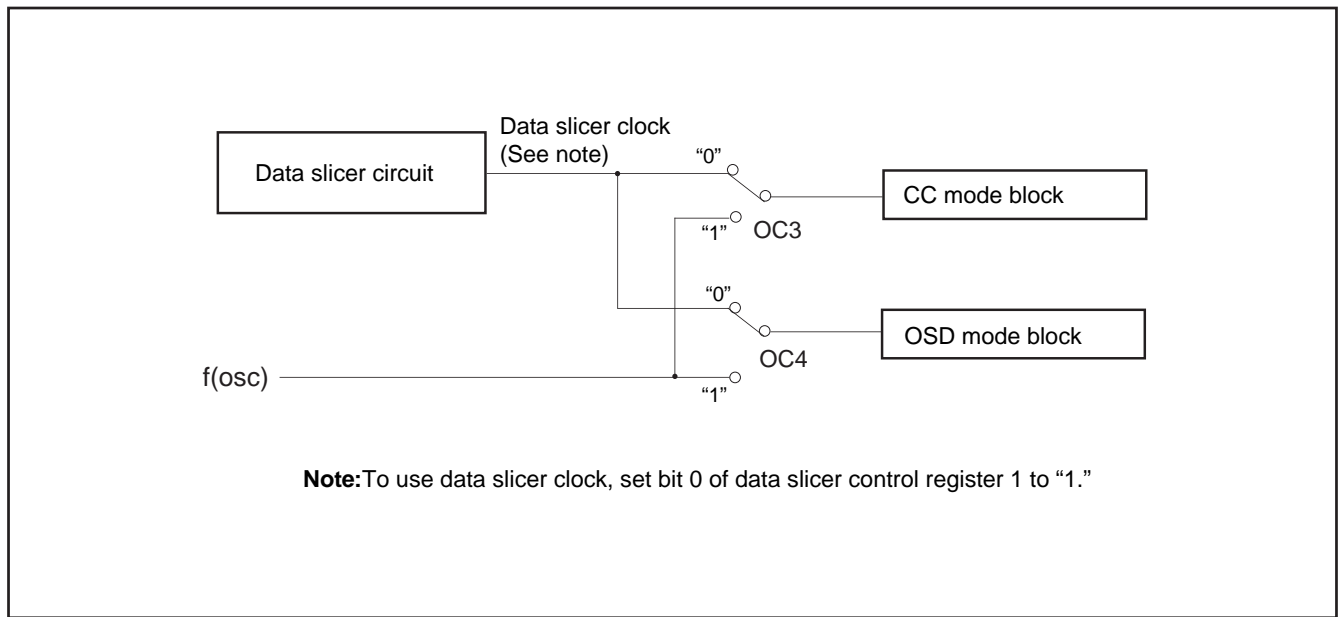 Data slicer circuit
Data slicer clock
(See note)
“0”
CC mode block
“1”
OC3
“0”
OSD mode block
OC4
f(osc)
“1”
Note:To use data slicer clock, set bit 0 of data slicer control register 1 to “1.”